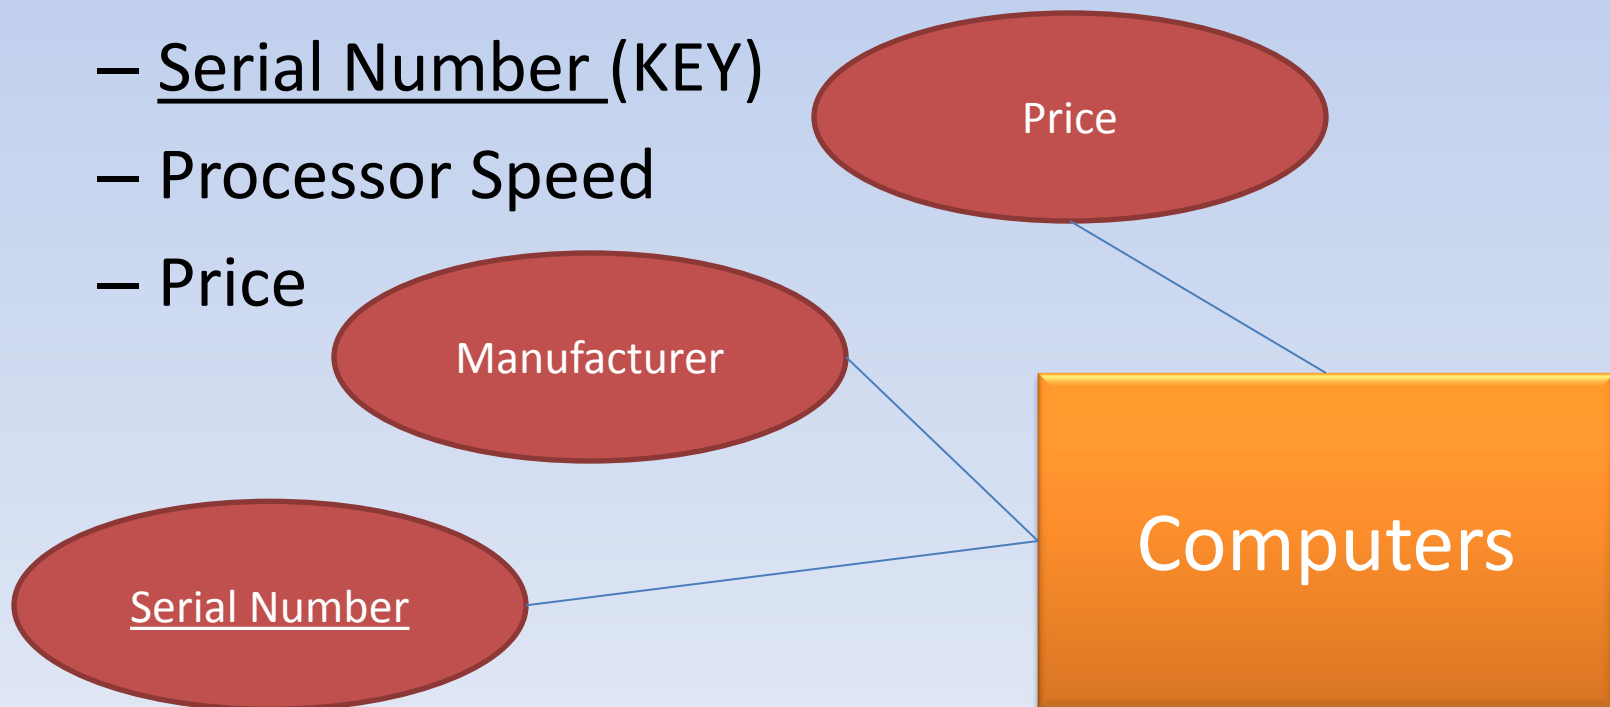 – Serial Number (KEY)
– Processor Speed
– Price
Price
Manufacturer
Computers
Serial Number